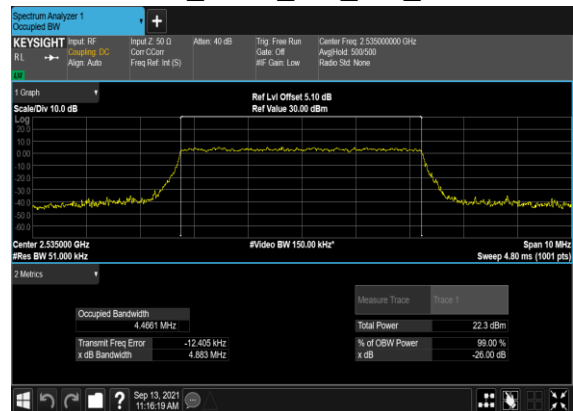 Spectrum Analyzer 1
Occupied BW
+
KEYSIGHT Input: RF Input Z: 50 Ω Atten: 40 dB Trig: Free Run Center Freq: 2.535000000 GHz
RL Coupling: DC Corr CCorr Gate: Off Avg|Hold: 500/500
Align: Auto Freq Ref: Int (S) #IF Gain: Low Radio Std: None
1 Graph Ref Lvl Offset 5.10 dB
Scale/Div 10.0 dB Ref Value 30.00 dBm
Log
20.0
10.0
0.00
-10.0
-20.0
-30.0
-40.0
-50.0
-60.0
Center 2.535000 GHz #Video BW 150.00 kHz* Span 10 MHz
#Res BW 51.000 kHz Sweep 4.80 ms (1001 pts)
2 Metrics
Measure Trace Trace 1
Occupied Bandwidth
4.4661 MHz Total Power 22.3 dBm
Transmit Freq Error -12.405 kHz % of OBW Power 99.00 %
x dB Bandwidth 4.883 MHz x dB -26.00 dB
? Sep 13, 2021
11:16:19 AM